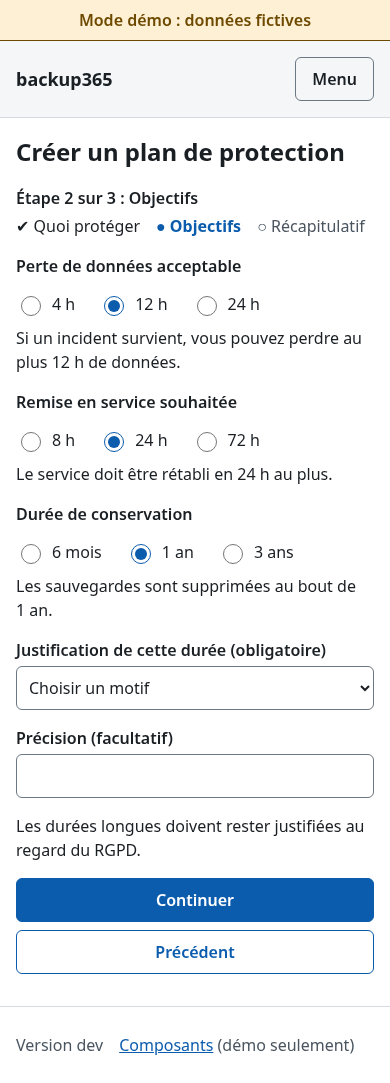 Mode démo : données fictives
backup365
Menu
Créer un plan de protection
Étape 2 sur 3 : Objectifs
✔ Quoi protéger ● Objectifs ○ Récapitulatif
Perte de données acceptable
4 h 12 h 24 h
Si un incident survient, vous pouvez perdre au
plus 12 h de données.
Remise en service souhaitée
8 h 24 h 72 h
Le service doit être rétabli en 24 h au plus.
Durée de conservation
6 mois 1 an 3 ans
Les sauvegardes sont supprimées au bout de
1 an.
Justification de cette durée (obligatoire)
Choisir un motif
Précision (facultatif)
Les durées longues doivent rester justifiées au
regard du RGPD.
Continuer
Précédent
Version dev Composants (démo seulement)